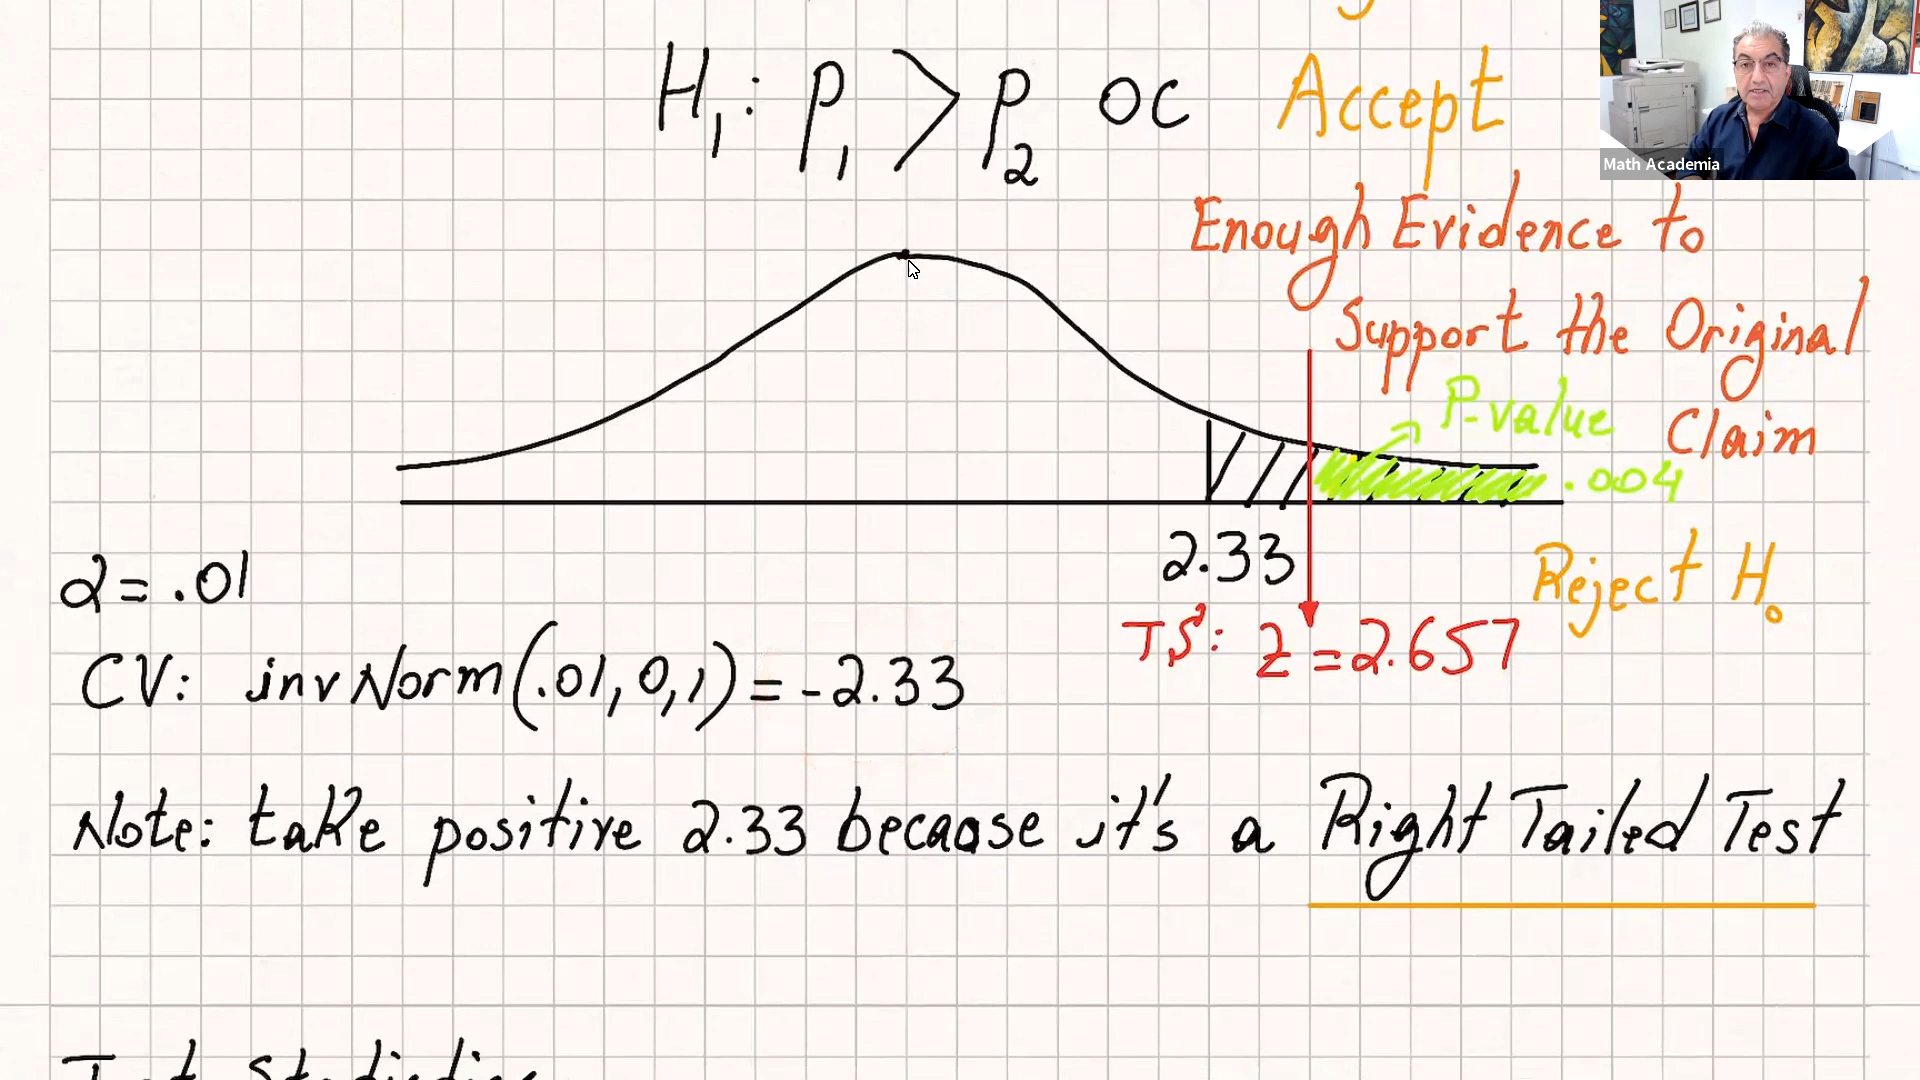 H₁: p₁ > p₂ OC Accept
Math Academia
Enough Evidence to
Support the Original
Claim
P-value
.004
2.33
Reject H₀
α = .01
T.S: Z = 2.657
CV: invNorm(.01,0,1) = -2.33
Note: take positive 2.33 because it's a Right Tailed Test